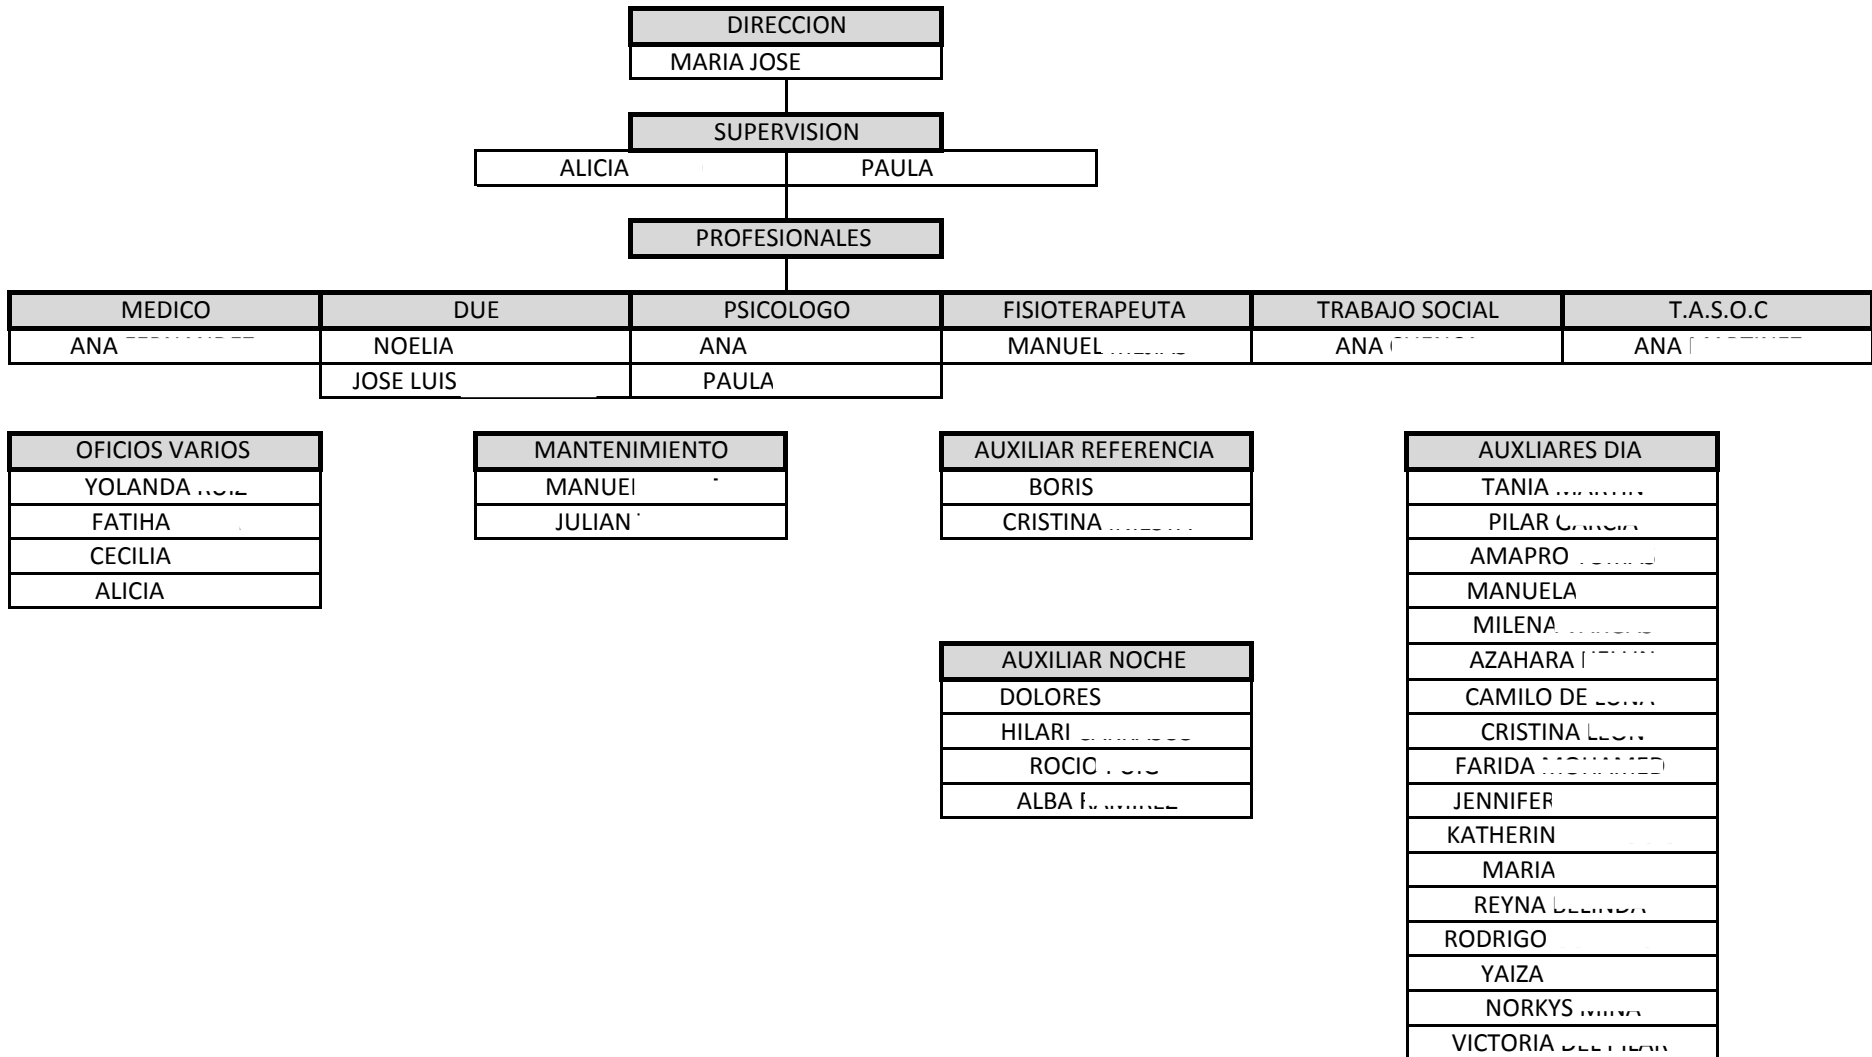 DIRECCION
MARIA JOSE
SUPERVISION
ALICIA PAULA
PROFESIONALES
MEDICO DUE PSICOLOGO FISIOTERAPEUTA TRABAJO SOCIAL T.A.S.O.C
ANA NOELIA ANA MANUEL ANA ANA
JOSE LUIS PAULA
OFICIOS VARIOS
YOLANDA
FATIHA
CECILIA
ALICIA
MANTENIMIENTO
MANUEL
JULIAN
AUXILIAR REFERENCIA
BORIS
CRISTINA
AUXILIAR NOCHE
DOLORES
HILARI
ROCIO
ALBA
AUXLIARES DIA
TANIA
PILAR
AMAPRO
MANUELA
MILENA
AZAHARA
CAMILO DE
CRISTINA
FARIDA
JENNIFER
KATHERIN
MARIA
REYNA
RODRIGO
YAIZA
NORKYS
VICTORIA